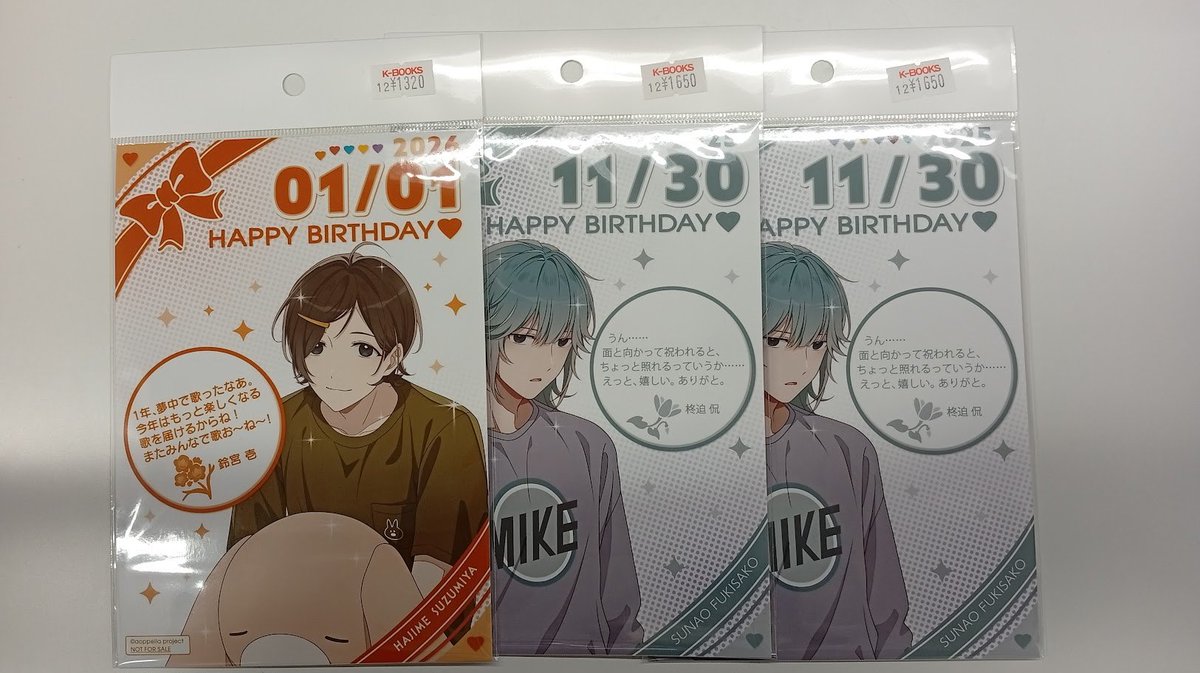 K-BOOKS
12¥1320
2026
01/01
HAPPY BIRTHDAY
1年、夢中で歌ったなあ。
今年はもっと楽しくなる
歌を届けるからね!
またみんなで歌お〜ね〜!
鈴宮 壱
HAJIME SUZUMIYA
©aoppella project
NOT FOR SALE
K-BOOKS
12¥1650
25
11/30
HAPPY BIRTHDAY
うん……
面と向かって祝われると、
ちょっと照れるっていうか……
えっと、嬉しい。ありがと。
柊迫 侃
MIKE
SUNAO FUKISAKO
K-BOOKS
12¥1650
25
11/30
APPY BIRTHDAY
うん……
面と向かって祝われると、
ちょっと照れるっていうか……
えっと、嬉しい。ありがと。
柊迫 侃
MIKE
SUNAO FUKISAKO